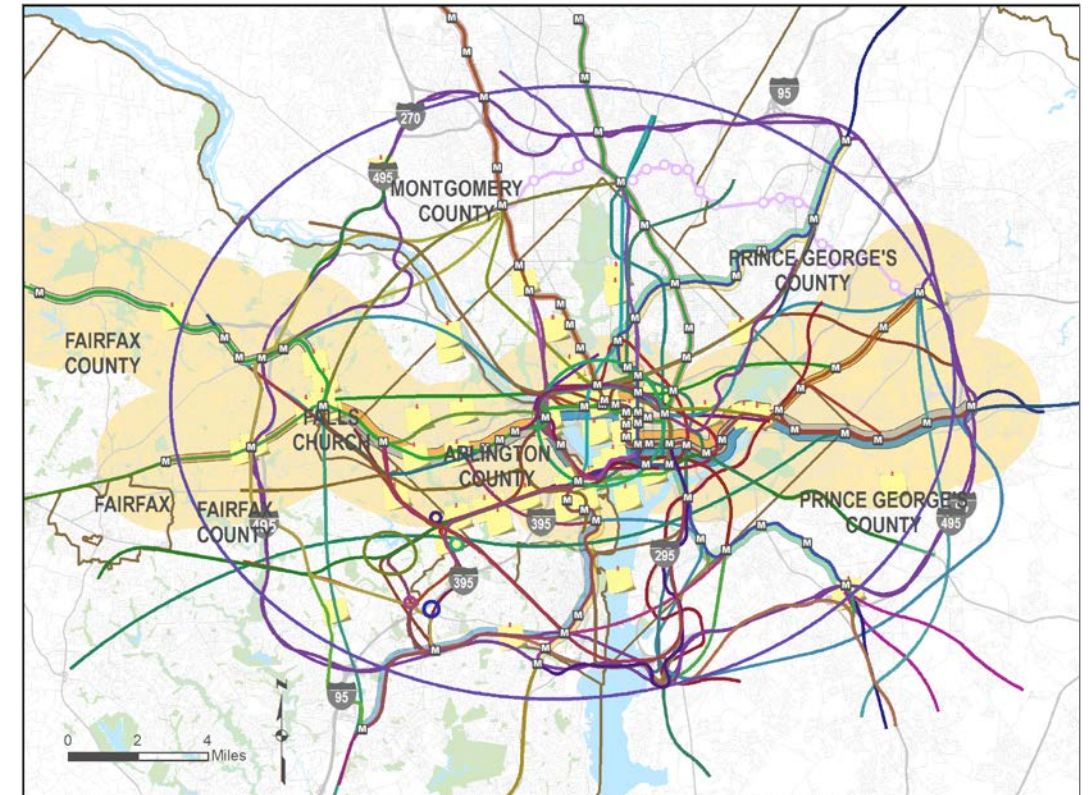 95
270
495
MONTGOMERY
COUNTY
PRINCE GEORGE'S
COUNTY
FAIRFAX
COUNTY
FALLS
CHURCH
ARLINGTON
COUNTY
FAIRFAX
FAIRFAX
COUNTY
495
395
PRINCE GEORGE'S
COUNTY
495
295
395
95
N
0 2 4
Miles